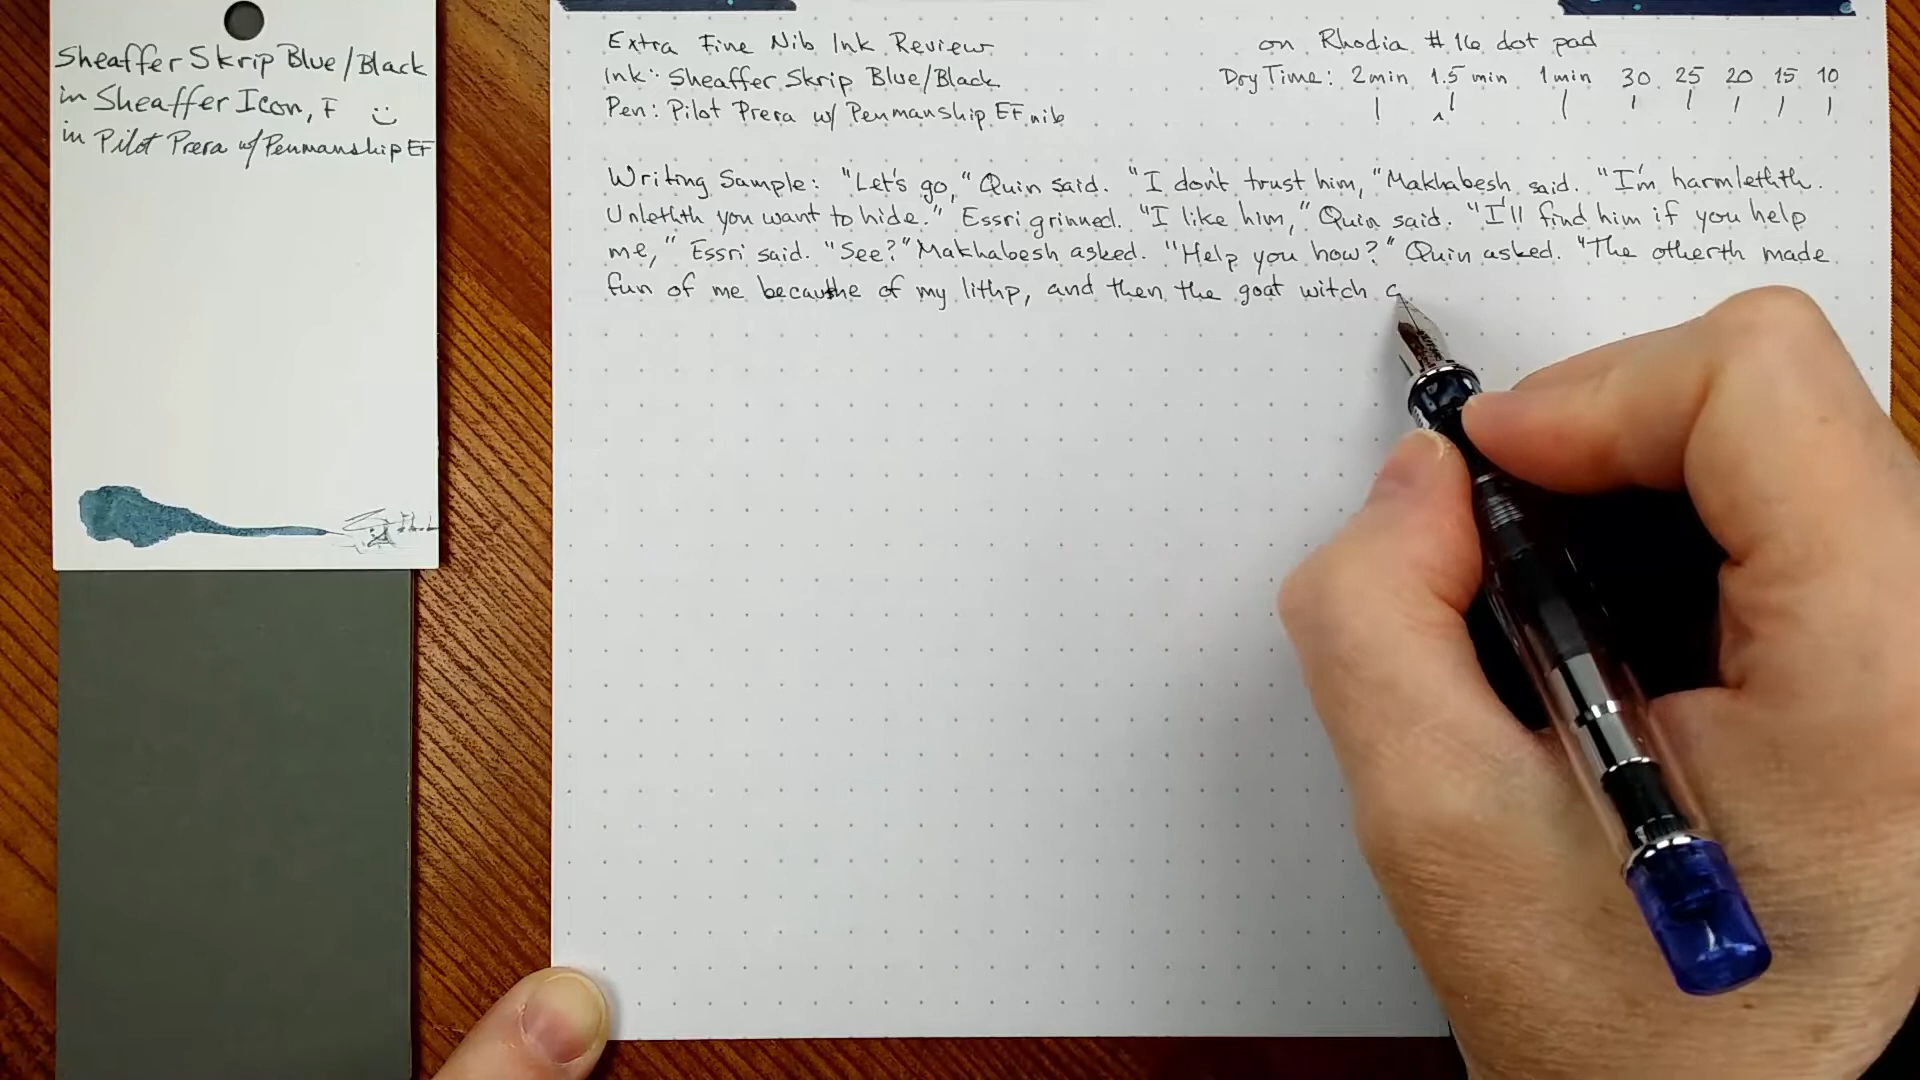 Sheaffer Skrip Blue/Black
in Sheaffer Icon, F
in Pilot Prera w/ Penmanship EF
Extra Fine Nib Ink Review
Ink: Sheaffer Skrip Blue/Black
Pen: Pilot Prera w/ Penmanship EF nib
on Rhodia #16 dot pad
Dry Time: 2 min 1.5 min 1 min 30 25 20 15 10
Writing Sample: "Let's go," Quin said. "I don't trust him," Makhabesh said. "I'm harmleththth.
Unleththth you want to hide." Essri grinned. "I like him," Quin said. "I'll find him if you help
me," Essri said. "See?" Makhabesh asked. "Help you how?" Quin asked. "The otherth made
fun of me becauthe of my lithp, and then the goat witch